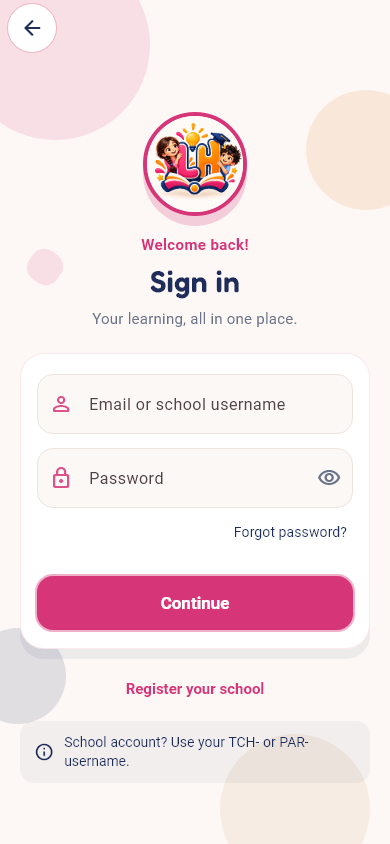 LH
Welcome back!
Sign in
Your learning, all in one place.
Email or school username
Password
Forgot password?
Continue
Register your school
School account? Use your TCH- or PAR-
username.